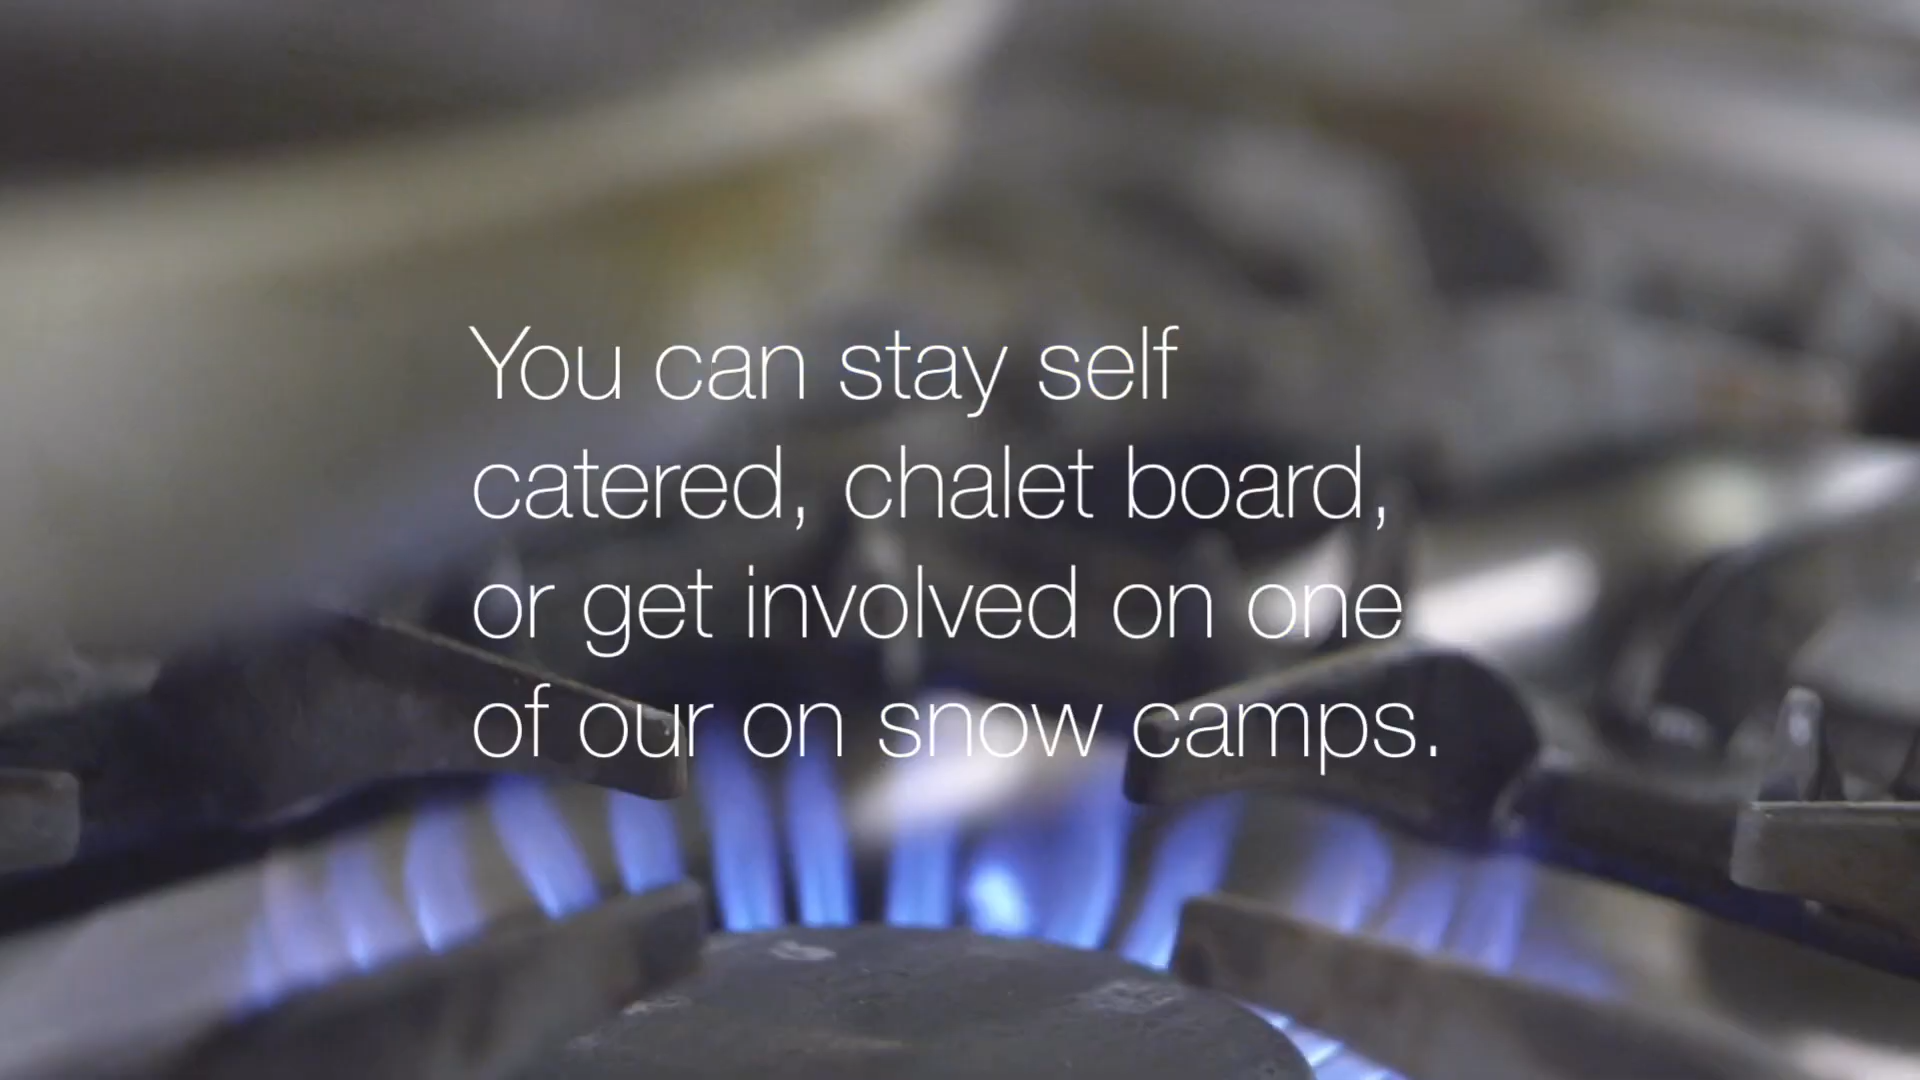 You can stay self
catered, chalet board,
or get involved on one
of our on snow camps.